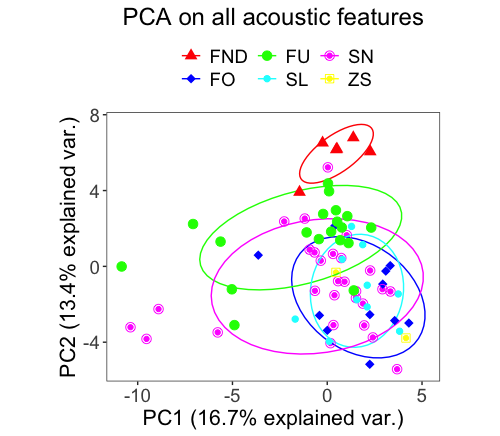 PCA on all acoustic features
FND FU SN
FO SL ZS
8
4
0
-4
PC2 (13.4% explained var.)
-10 -5 0 5
PC1 (16.7% explained var.)